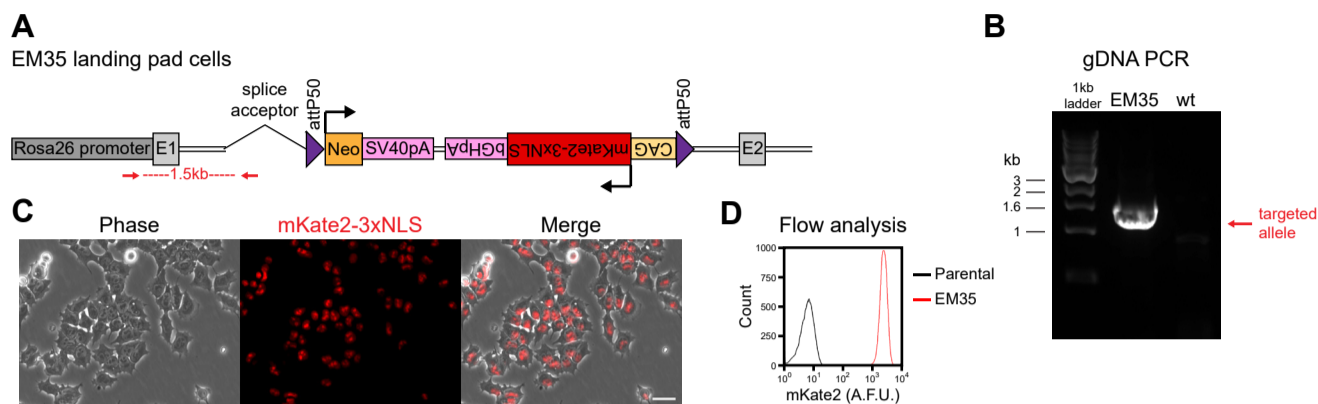 A
EM35 landing pad cells
splice
acceptor
attP50
attP50
Rosa26 promoter
E1
Neo
SV40pA
bGHpA
mKate2-3xNLS
CAG
E2
1.5kb
B
gDNA PCR
1kb
ladder
EM35
wt
kb
3
2
1.6
1
targeted
allele
C
Phase
mKate2-3xNLS
Merge
D
Flow analysis
1000
750
500
250
0
Count
10⁰
10¹
10²
10³
10⁴
mKate2 (A.F.U.)
Parental
EM35